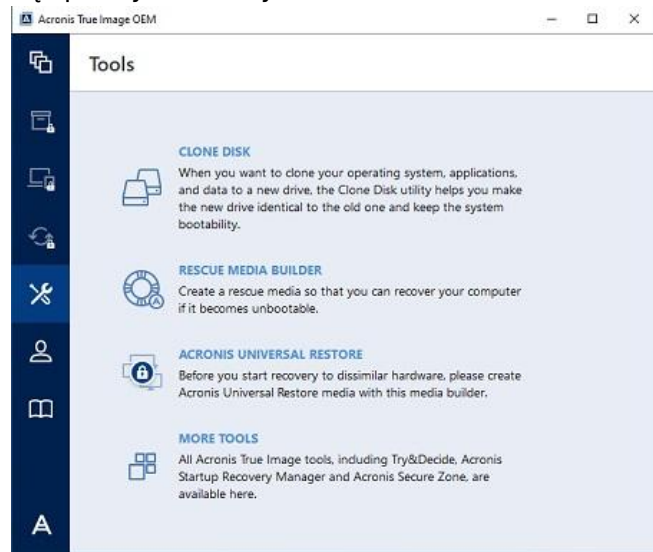 Acronis True Image OEM
Tools
CLONE DISK
When you want to clone your operating system, applications,
and data to a new drive, the Clone Disk utility helps you make
the new drive identical to the old one and keep the system
bootability.
RESCUE MEDIA BUILDER
Create a rescue media so that you can recover your computer
if it becomes unbootable.
ACRONIS UNIVERSAL RESTORE
Before you start recovery to dissimilar hardware, please create
Acronis Universal Restore media with this media builder.
MORE TOOLS
All Acronis True Image tools, including Try&Decide, Acronis
Startup Recovery Manager and Acronis Secure Zone, are
available here.